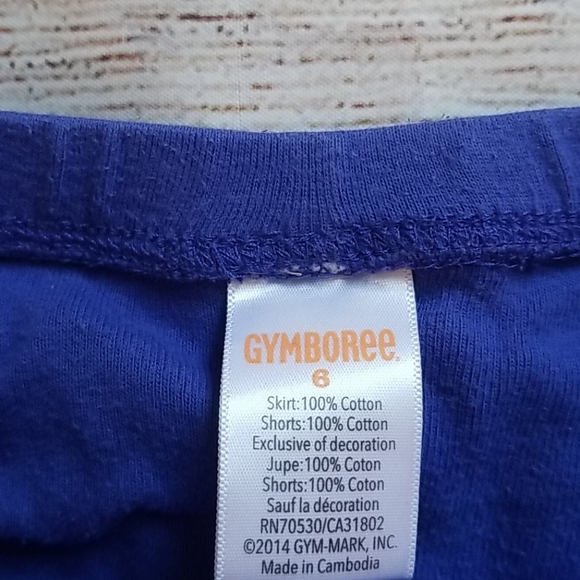 GYMBOREE
6
Skirt:100% Cotton
Shorts:100% Cotton
Exclusive of decoration
Jupe:100% Coton
Shorts:100% Coton
Sauf la décoration
RN70530/CA31802
©2014 GYM-MARK, INC.
Made in Cambodia